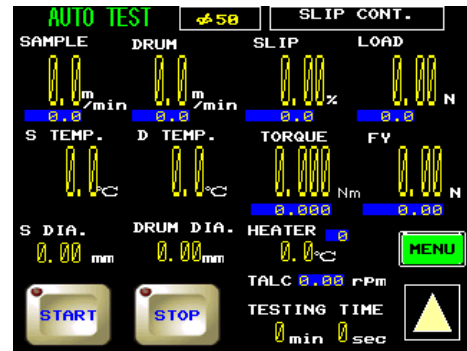 AUTO TEST ⌀50 SLIP CONT.
SAMPLE DRUM SLIP LOAD
0.0 m/min 0.0 m/min 0.00 % 0.00 N
0.0 0.0 0.0 0.0
S TEMP. D TEMP. TORQUE FY
0.0 ℃ 0.0 ℃ 0.000 Nm 0.00 N
0.000 0.00
S DIA. DRUM DIA. HEATER 0
0.00 mm 0.00 mm 0.0 ℃ MENU
TALC 0.00 rpm
START STOP TESTING TIME
0 min 0 sec